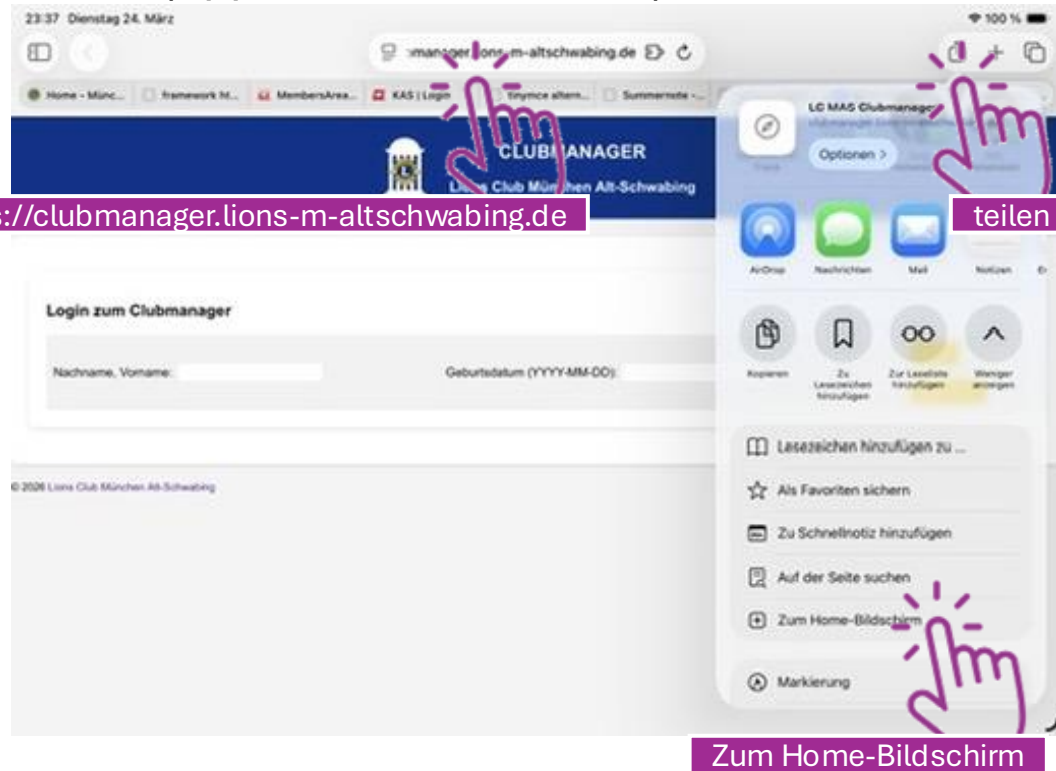 23:37 Dienstag 24. März
100 %
manager.lions-m-altschwabing.de
Home - Münc...
framework ht...
MembersArea...
KAS | Login
tinymce altern...
Summernote -...
CLUBMANAGER
Lions Club München Alt-Schwabing
s://clubmanager.lions-m-altschwabing.de
LC MAS Clubmanager
Optionen >
teilen
AirDrop
Nachrichten
Mail
Notizen
Login zum Clubmanager
Nachname, Vorname:
Geburtsdatum (YYYY-MM-DD):
Kopieren
Zu Lesezeichen hinzufügen
Zur Leseliste hinzufügen
Weniger anzeigen
Lesezeichen hinzufügen zu ...
Als Favoriten sichern
Zu Schnellnotiz hinzufügen
Auf der Seite suchen
Zum Home-Bildschirm
Markierung
© 2026 Lions Club München Alt-Schwabing
Zum Home-Bildschirm